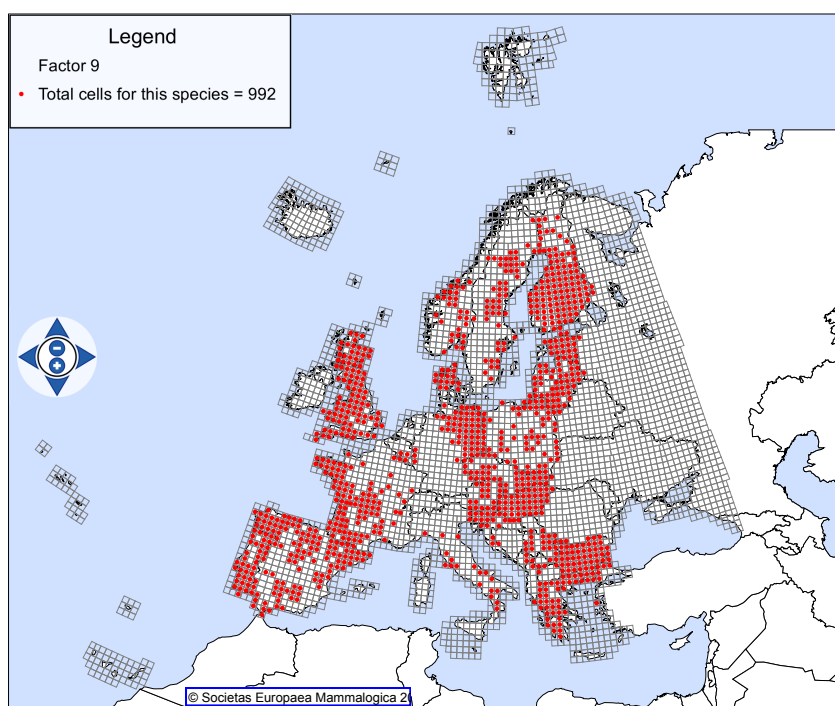 Legend
Factor 9
Total cells for this species = 992
© Societas Europaea Mammalogica